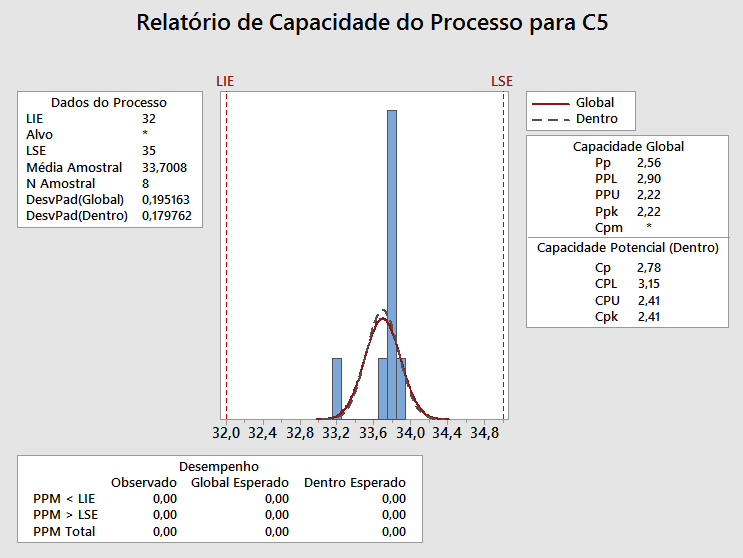 Relatório de Capacidade do Processo para C5
LIE LSE
Dados do Processo
LIE 32
Alvo *
LSE 35
Média Amostral 33,7008
N Amostral 8
DesvPad(Global) 0,195163
DesvPad(Dentro) 0,179762
Global
Dentro
Capacidade Global
Pp 2,56
PPL 2,90
PPU 2,22
Ppk 2,22
Cpm *
Capacidade Potencial (Dentro)
Cp 2,78
CPL 3,15
CPU 2,41
Cpk 2,41
32,0 32,4 32,8 33,2 33,6 34,0 34,4 34,8
Desempenho
Observado Global Esperado Dentro Esperado
PPM < LIE 0,00 0,00 0,00
PPM > LSE 0,00 0,00 0,00
PPM Total 0,00 0,00 0,00